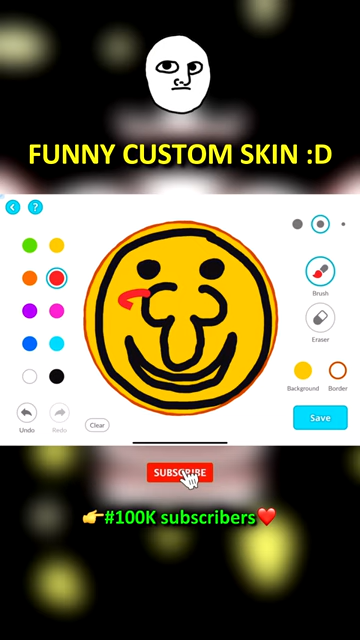 FUNNY CUSTOM SKIN :D
?
Brush
Eraser
Background Border
Undo Redo Clear Save
SUBSCRIBE
👉#100K subscribers❤️